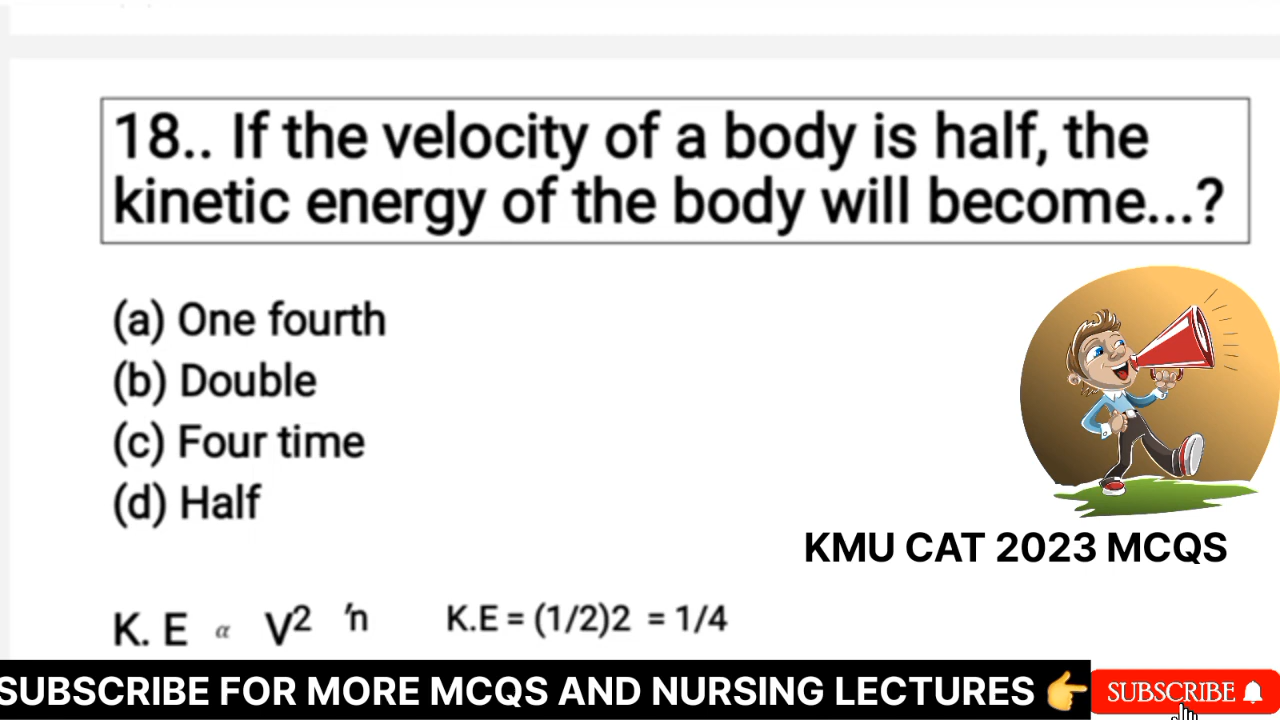 18.. If the velocity of a body is half, the
kinetic energy of the body will become...?
(a) One fourth
(b) Double
(c) Four time
(d) Half
KMU CAT 2023 MCQS
K. E α V² ’n K.E = (1/2)2 = 1/4
SUBSCRIBE FOR MORE MCQS AND NURSING LECTURES 👉 SUBSCRIBE